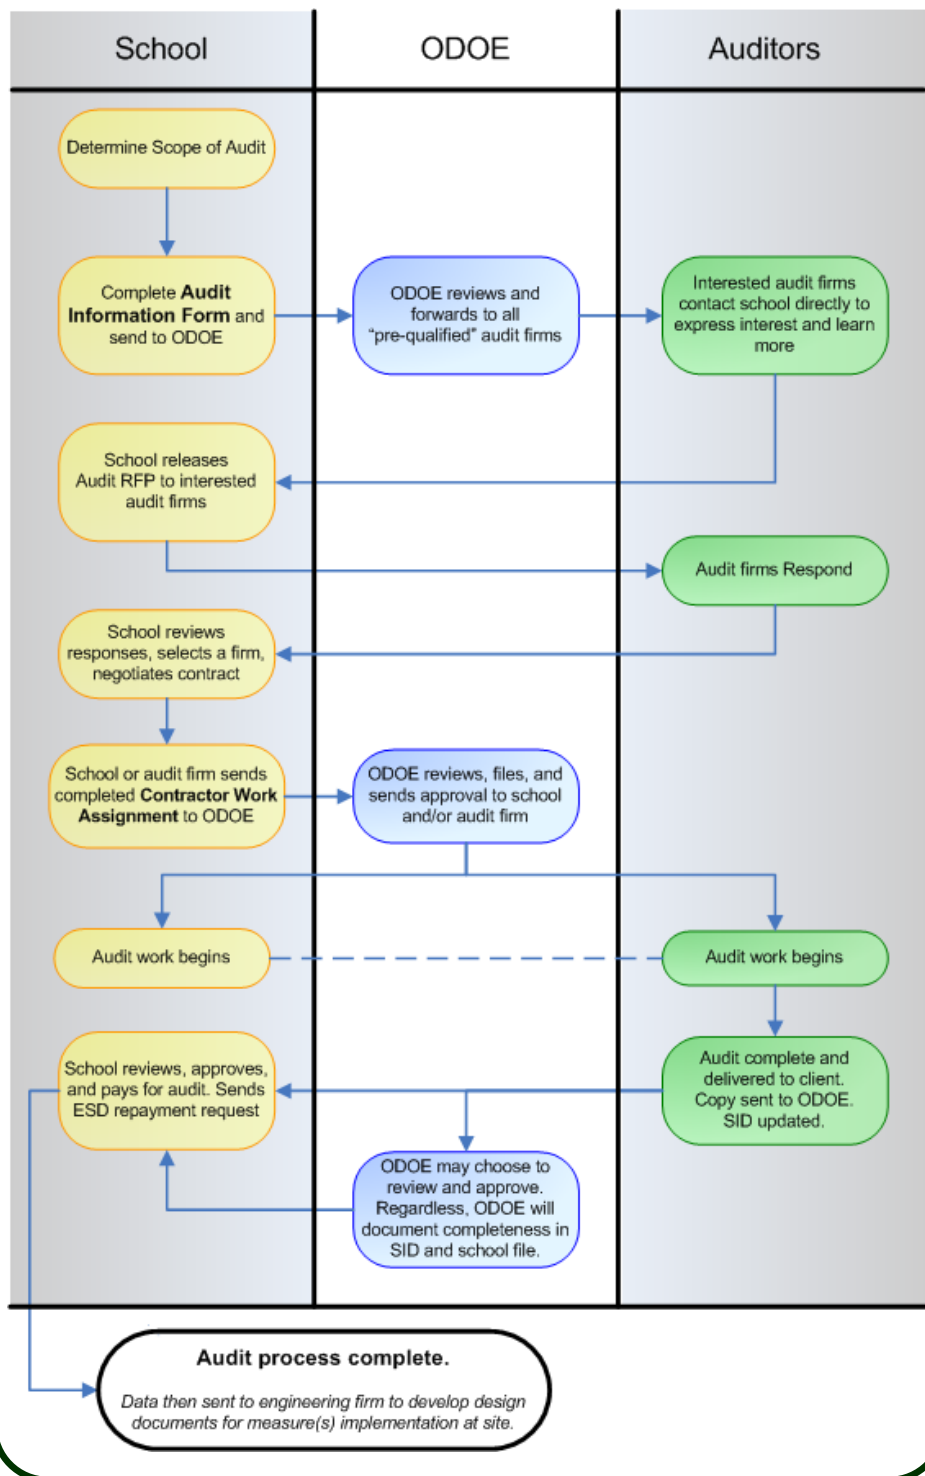 School
ODOE
Auditors
Determine Scope of Audit
Complete Audit
Information Form and
send to ODOE
ODOE reviews and
forwards to all
“pre-qualified” audit firms
Interested audit firms
contact school directly to
express interest and learn
more
School releases
Audit RFP to interested
audit firms
Audit firms Respond
School reviews
responses, selects a firm,
negotiates contract
School or audit firm sends
completed Contractor Work
Assignment to ODOE
ODOE reviews, files, and
sends approval to school
and/or audit firm
Audit work begins
Audit work begins
School reviews, approves,
and pays for audit. Sends
ESD repayment request
Audit complete and
delivered to client.
Copy sent to ODOE.
SID updated.
ODOE may choose to
review and approve.
Regardless, ODOE will
document completeness in
SID and school file.
Audit process complete.
Data then sent to engineering firm to develop design
documents for measure(s) implementation at site.